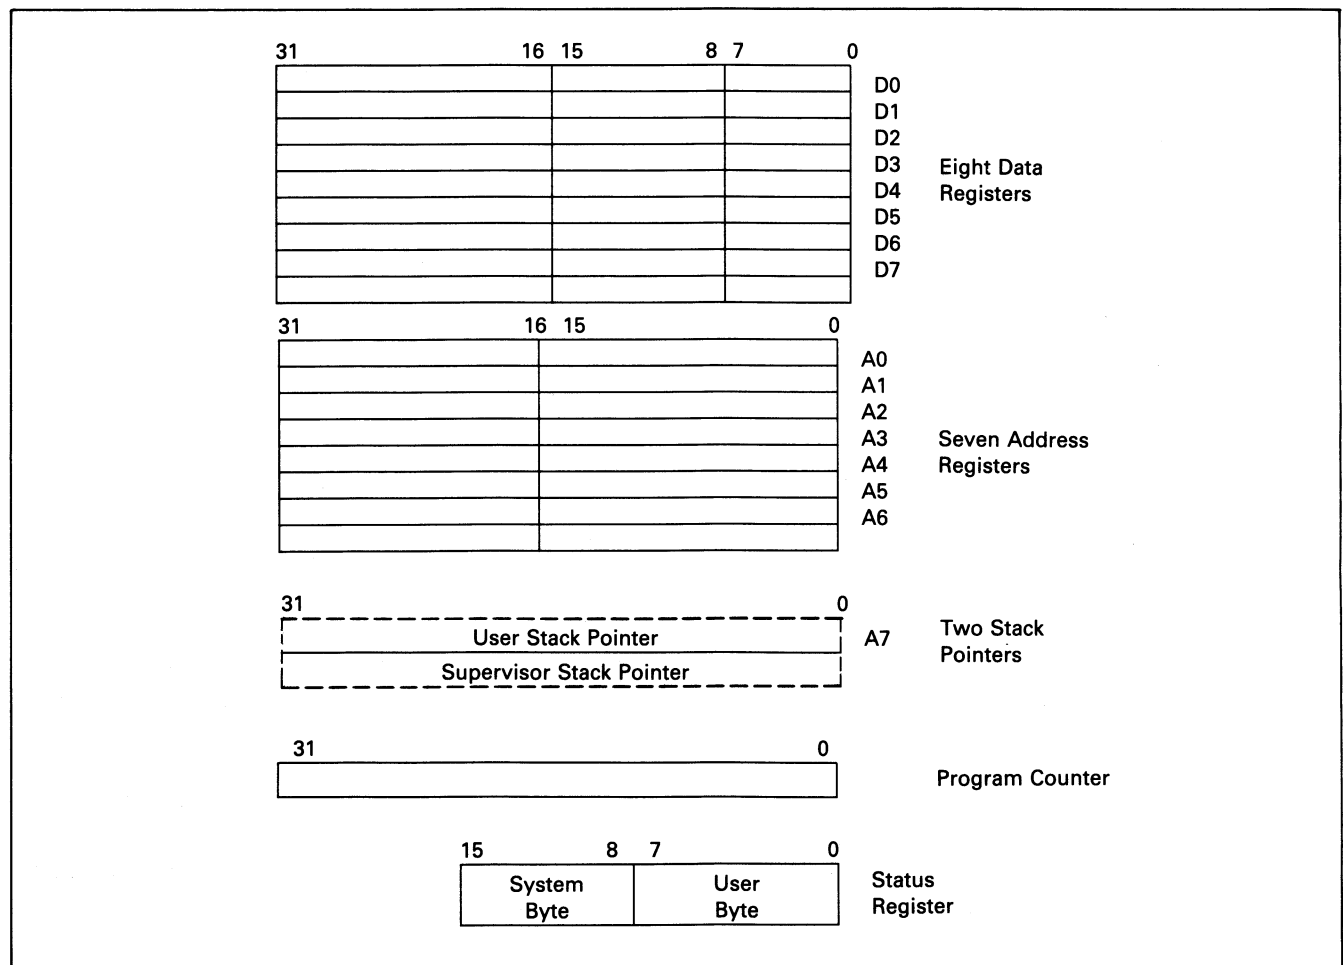 31 16 15 8 7 0
D0
D1
D2
D3
D4
D5
D6
D7
Eight Data
Registers
31 16 15 0
A0
A1
A2
A3
A4
A5
A6
Seven Address
Registers
31 0
User Stack Pointer
Supervisor Stack Pointer
A7
Two Stack
Pointers
31 0
Program Counter
15 8 7 0
System
Byte
User
Byte
Status
Register